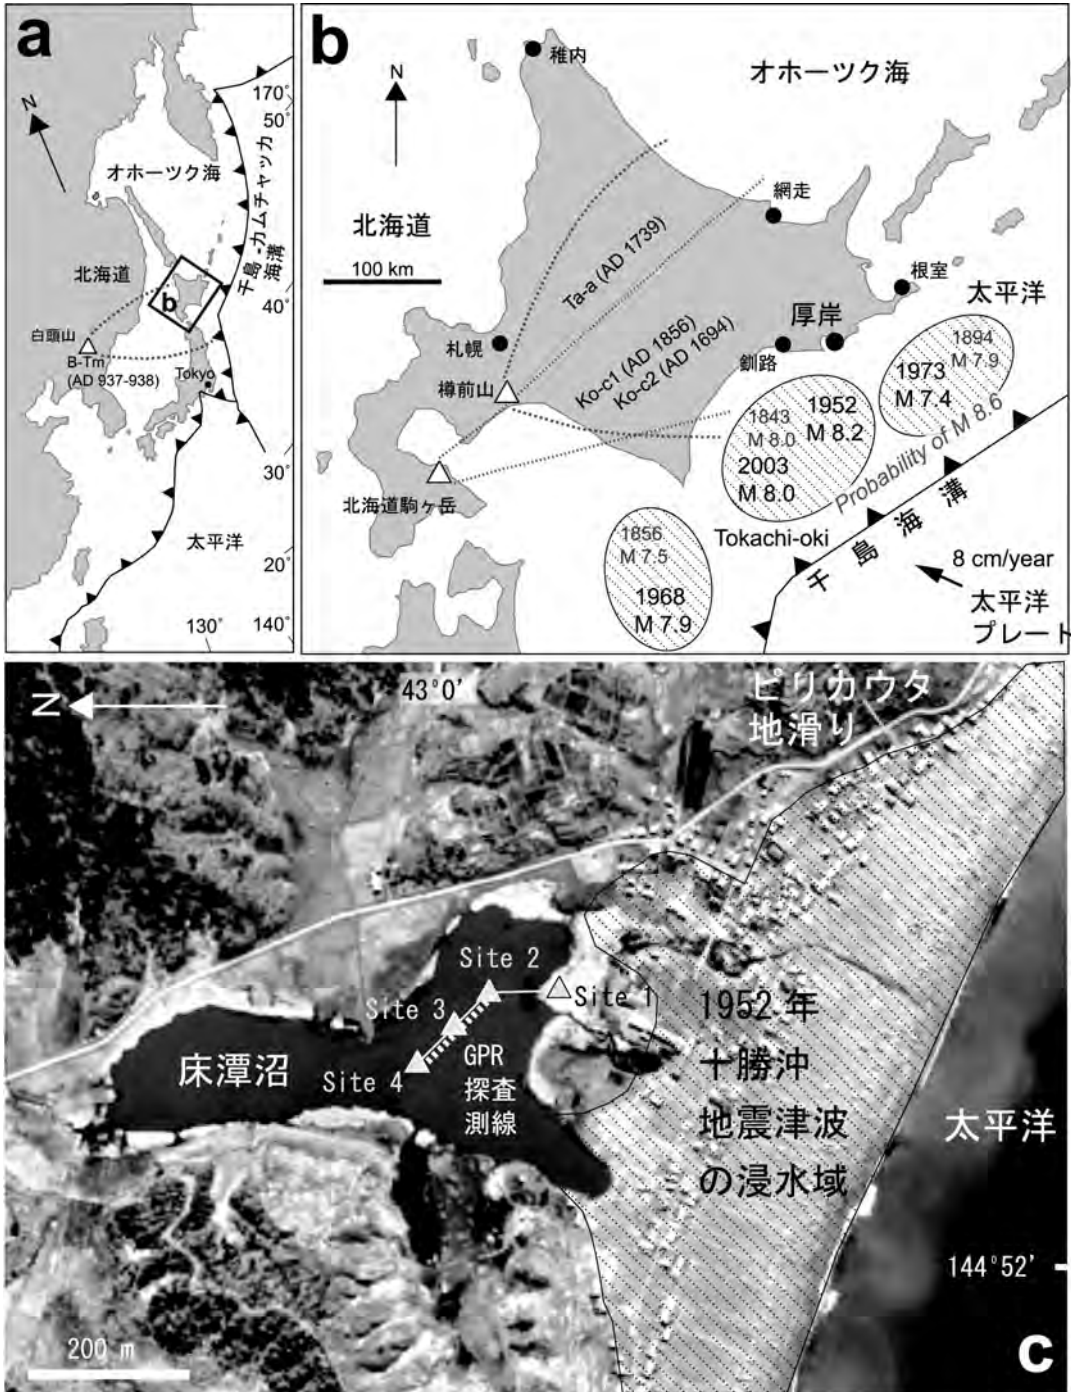 a
N
170°
50°
オホーツク海
千島-カムチャッカ
海溝
北海道
b
40°
白頭山
B-Tm
(AD 937-938)
Tokyo
30°
太平洋
20°
130°
140°
b
稚内
N
オホーツク海
網走
北海道
Ta-a (AD 1739)
100 km
根室
太平洋
厚岸
札幌
釧路
Ko-c1 (AD 1856)
Ko-c2 (AD 1694)
樽前山
1894
M 7.9
1973
M 7.4
1843
M 8.0
1952
M 8.2
2003
M 8.0
Probability of M 8.6
北海道駒ヶ岳
Tokachi-oki
千島海溝
1856
M 7.5
1968
M 7.9
8 cm/year
太平洋
プレート
N
43°0'
ピリカウタ
地滑り
Site 2
Site 1
Site 3
床潭沼
Site 4
GPR
探査
測線
1952 年
十勝沖
地震津波
の浸水域
太平洋
144°52'
200 m
c